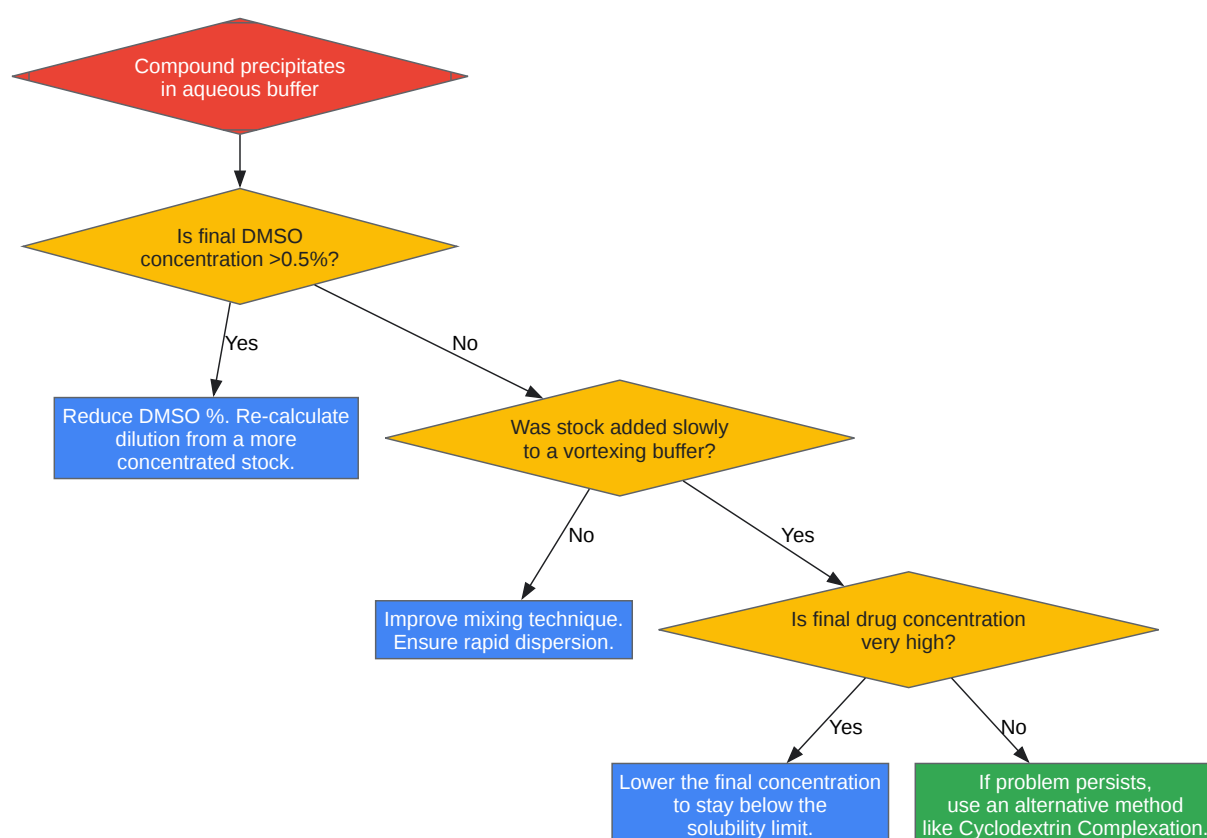 Compound precipitates
in aqueous buffer
Is final DMSO
concentration >0.5%?
Yes
No
Reduce DMSO %. Re-calculate
dilution from a more
concentrated stock.
Was stock added slowly
to a vortexing buffer?
No
Yes
Improve mixing technique.
Ensure rapid dispersion.
Is final drug concentration
very high?
Yes
No
Lower the final concentration
to stay below the
solubility limit.
If problem persists,
use an alternative method
like Cyclodextrin Complexation.